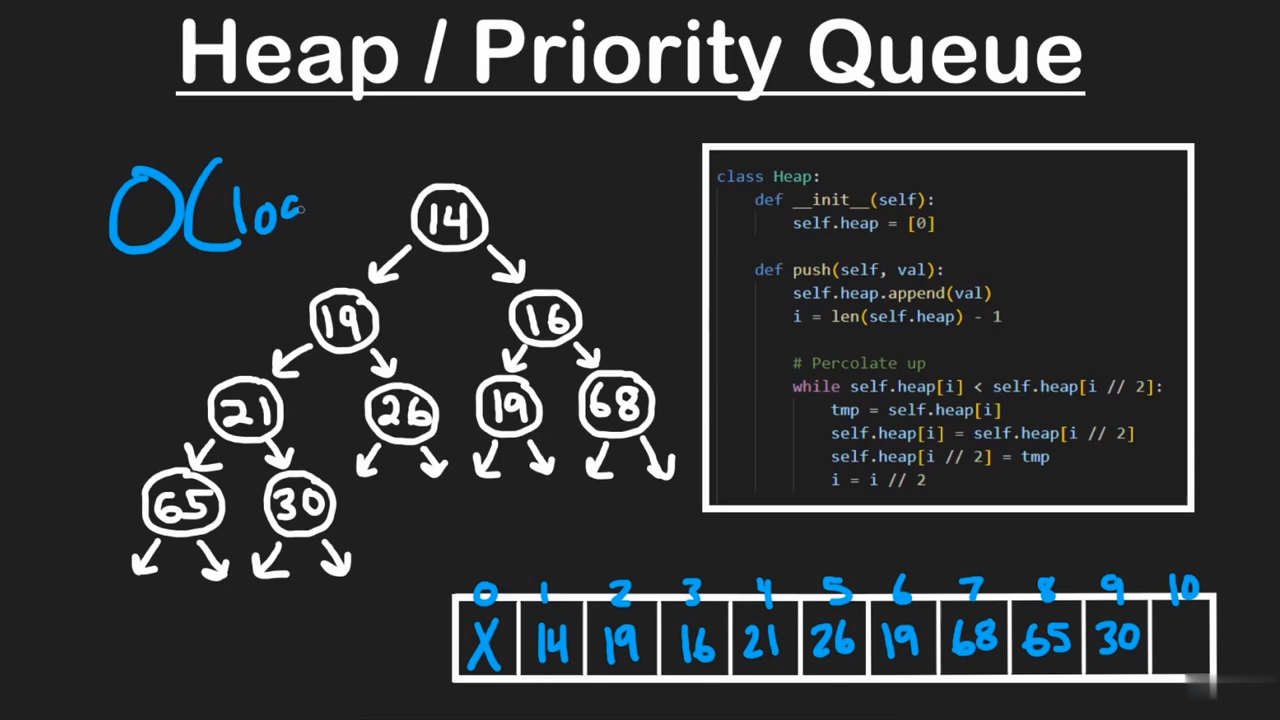 Heap / Priority Queue
O(log
14
19 16
21 26 19 68
65 30
class Heap:
def __init__(self):
self.heap = [0]
def push(self, val):
self.heap.append(val)
i = len(self.heap) - 1
# Percolate up
while self.heap[i] < self.heap[i // 2]:
tmp = self.heap[i]
self.heap[i] = self.heap[i // 2]
self.heap[i // 2] = tmp
i = i // 2
0 1 2 3 4 5 6 7 8 9 10
X 14 19 16 21 26 19 68 65 30